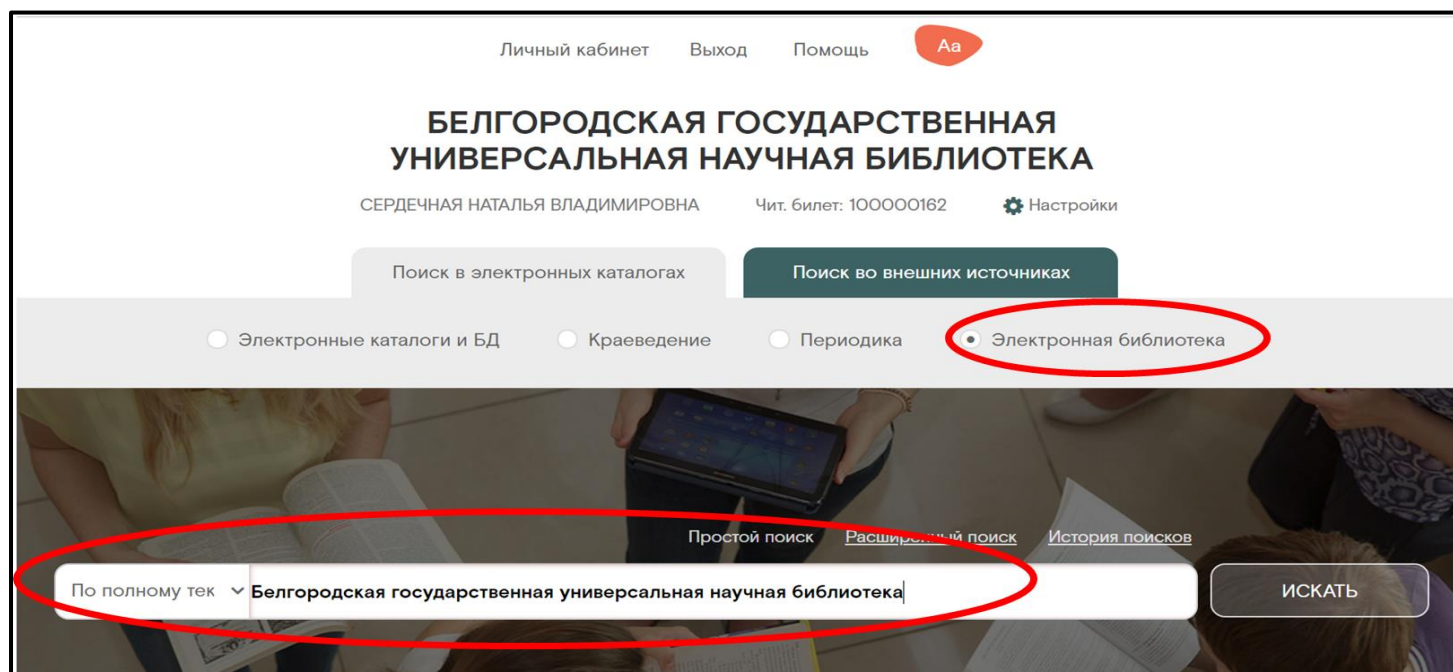 Личный кабинет Выход Помощь Аа
БЕЛГОРОДСКАЯ ГОСУДАРСТВЕННАЯ
УНИВЕРСАЛЬНАЯ НАУЧНАЯ БИБЛИОТЕКА
СЕРДЕЧНАЯ НАТАЛЬЯ ВЛАДИМИРОВНА Чит. билет: 100000162 Настройки
Поиск в электронных каталогах Поиск во внешних источниках
Электронные каталоги и БД Краеведение Периодика Электронная библиотека
Простой поиск Расширенный поиск История поисков
По полному тек Белгородская государственная универсальная научная библиотека ИСКАТЬ